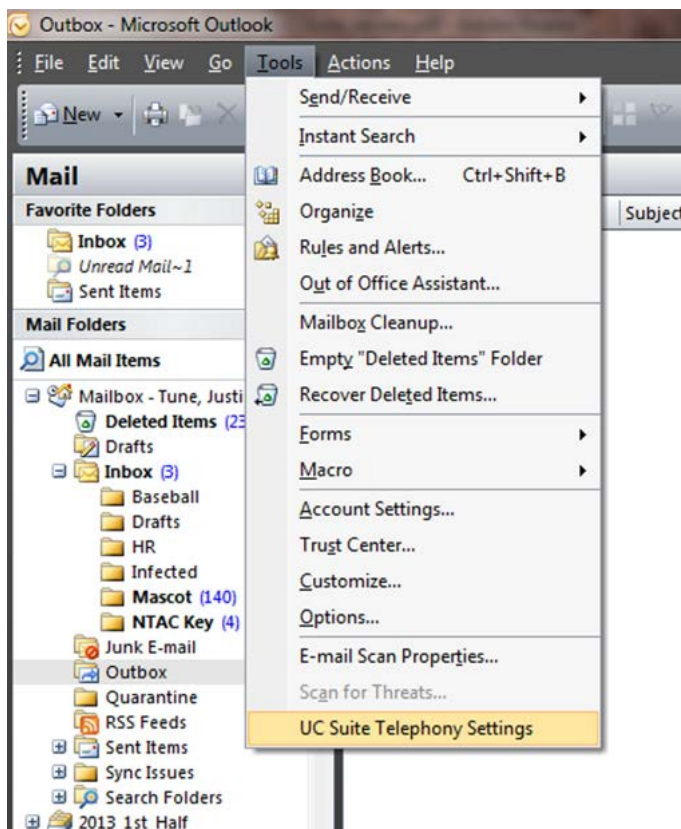 Outbox - Microsoft Outlook
File Edit View Go Tools Actions Help
New
Mail
Favorite Folders
Inbox (3)
Unread Mail~1
Sent Items
Mail Folders
All Mail Items
Mailbox - Tune, Justi
Deleted Items (23
Drafts
Inbox (3)
Baseball
Drafts
HR
Infected
Mascot (140)
NTAC Key (4)
Junk E-mail
Outbox
Quarantine
RSS Feeds
Sent Items
Sync Issues
Search Folders
2013 1st Half
Send/Receive
Instant Search
Address Book... Ctrl+Shift+B
Organize
Rules and Alerts...
Out of Office Assistant...
Mailbox Cleanup...
Empty "Deleted Items" Folder
Recover Deleted Items...
Forms
Macro
Account Settings...
Trust Center...
Customize...
Options...
E-mail Scan Properties...
Scan for Threats...
UC Suite Telephony Settings
Subject